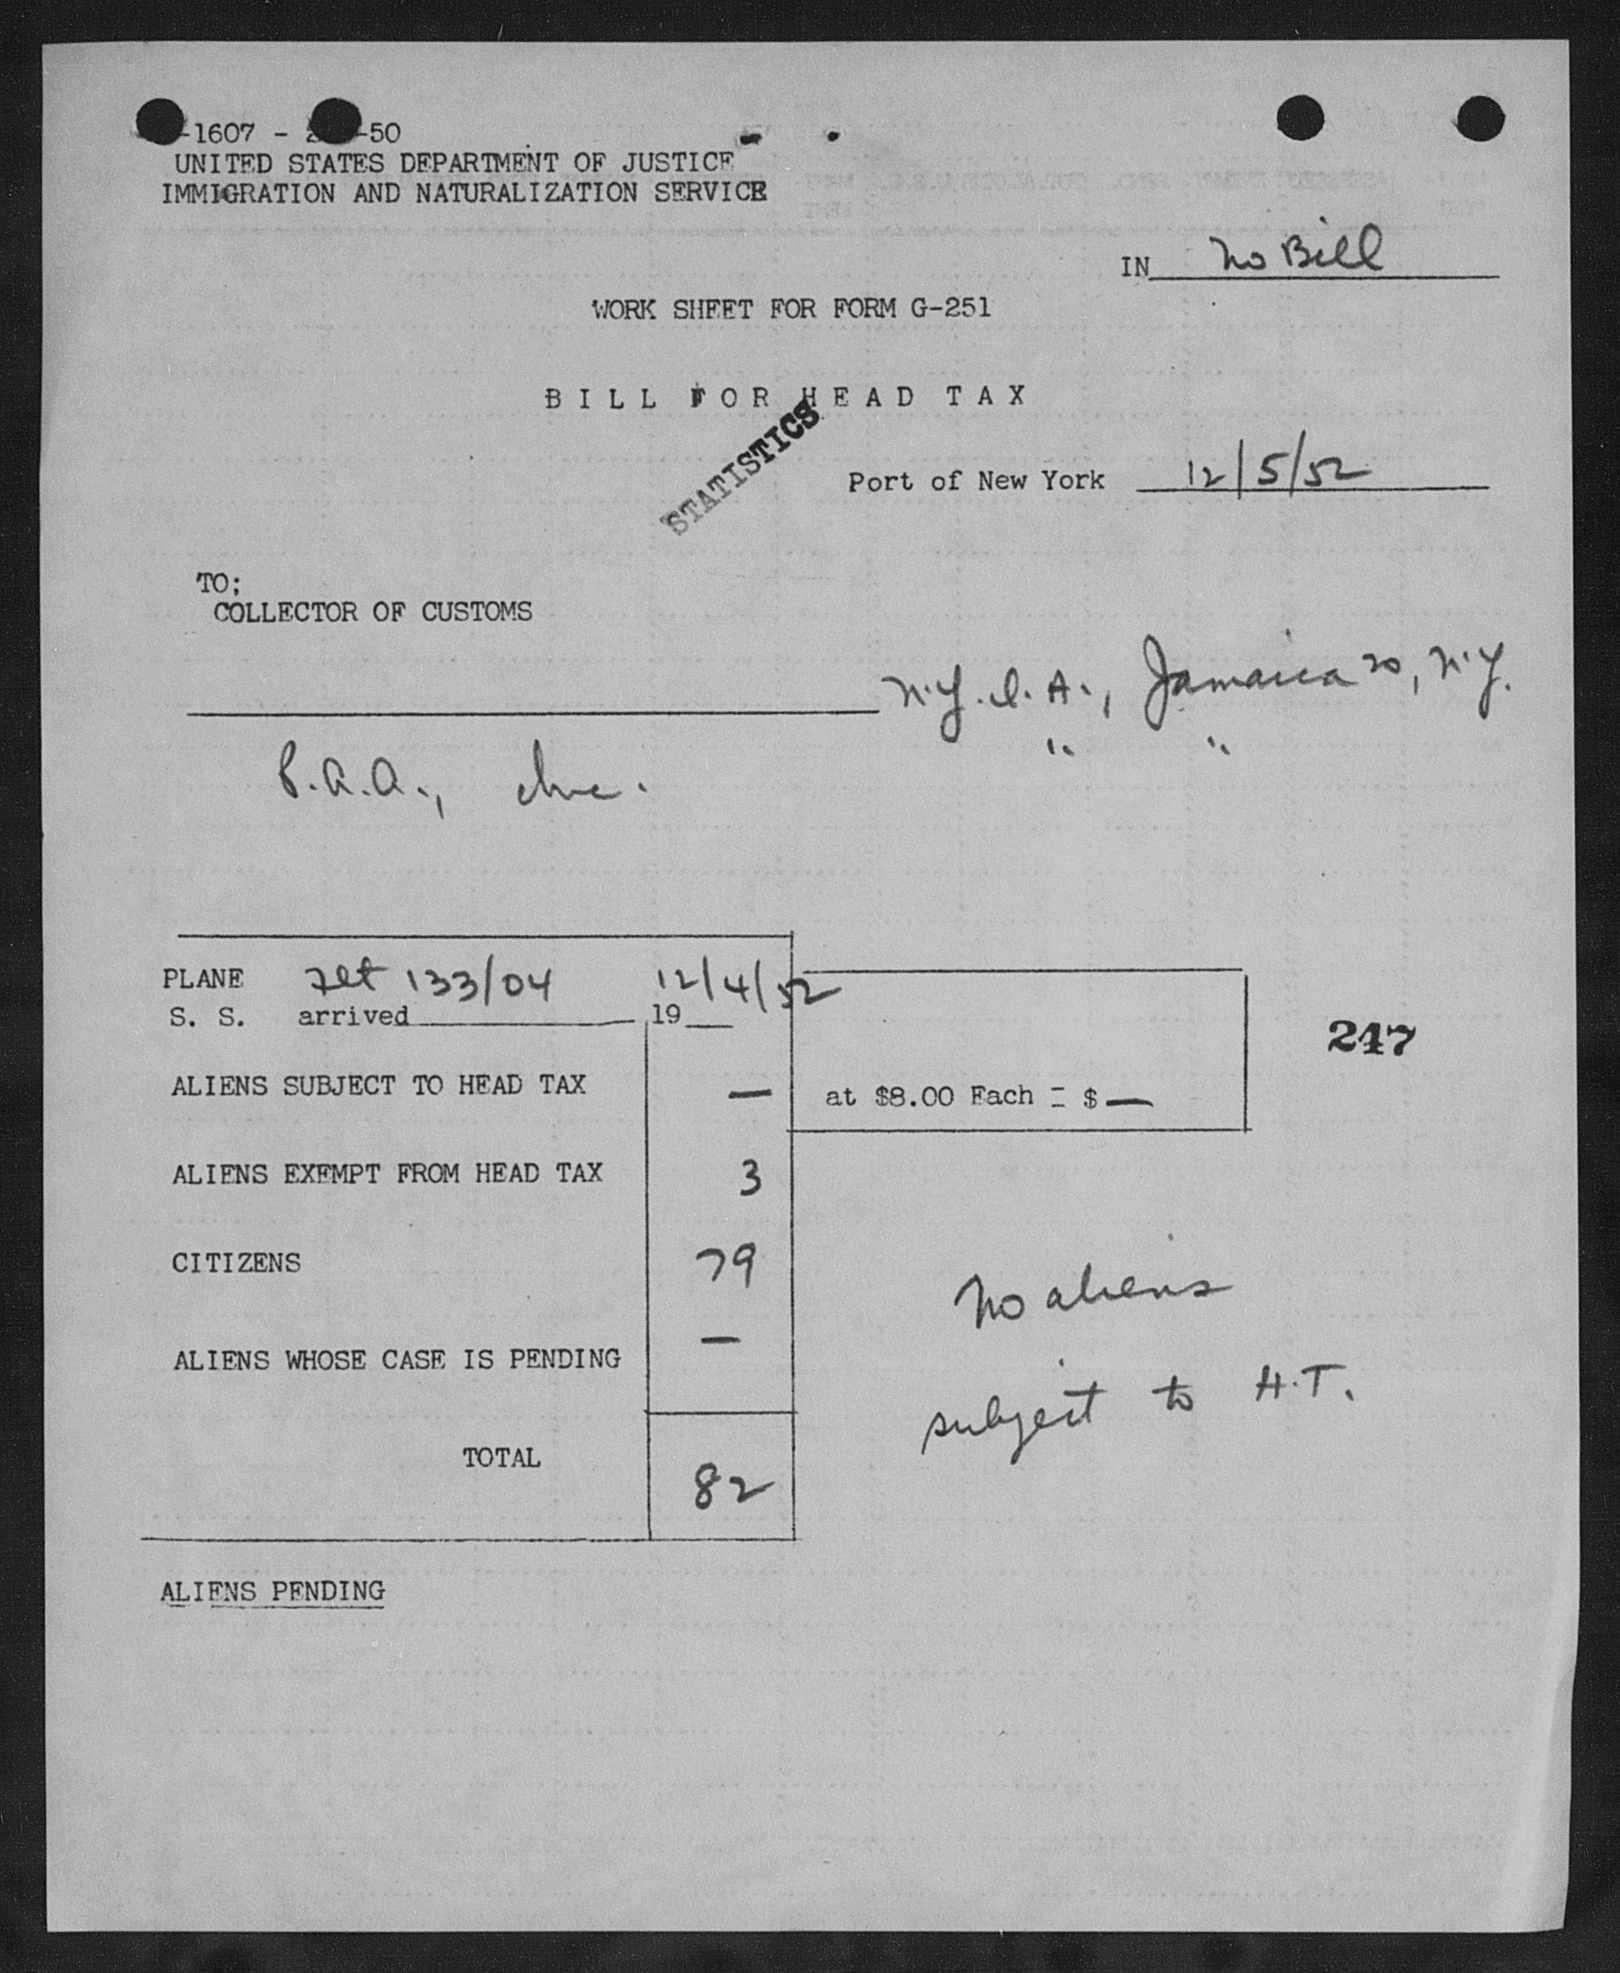 -1607 - -50
UNITED STATES DEPARTMENT OF JUSTICE
IMMIGRATION AND NATURALIZATION SERVICE
IN No Bill
WORK SHEET FOR FORM G-251
BILL FOR HEAD TAX
STATISTICS
Port of New York 12/5/52
TO;
COLLECTOR OF CUSTOMS
N.Y.I.A., Jamaica 20, N.Y.
" "
P.A.A., Inc.
PLANE Flt 133/04 12/4/52
S. S. arrived 19
247
ALIENS SUBJECT TO HEAD TAX — at $8.00 Each = $ —
ALIENS EXEMPT FROM HEAD TAX 3
CITIZENS 79
No aliens
ALIENS WHOSE CASE IS PENDING —
subject to H.T.
TOTAL 82
ALIENS PENDING